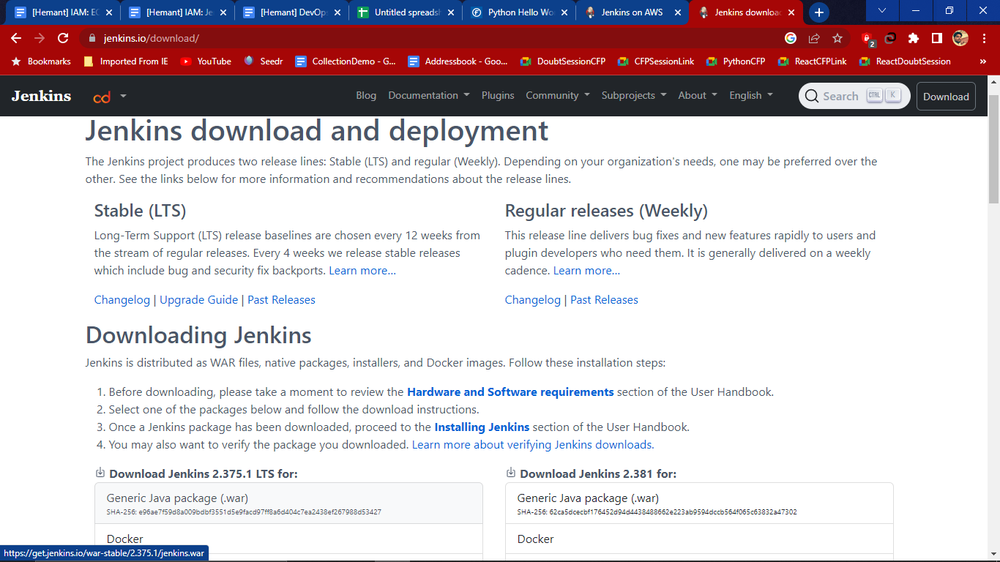 [Hemant] IAM: EC
[Hemant] IAM: Je
[Hemant] DevOp
Untitled spreadsh
Python Hello Wo
Jenkins on AWS
Jenkins downloa
jenkins.io/download/
2
Bookmarks
Imported From IE
YouTube
Seedr
CollectionDemo - G...
Addressbook - Goo...
DoubtSessionCFP
CFPSessionLink
PythonCFP
ReactCFPLink
ReactDoubtSession
»
Jenkins
cd
Blog
Documentation
Plugins
Community
Subprojects
About
English
Search
CTRL
K
Download
Jenkins download and deployment
The Jenkins project produces two release lines: Stable (LTS) and regular (Weekly). Depending on your organization's needs, one may be preferred over the
other. See the links below for more information and recommendations about the release lines.
Stable (LTS)
Long-Term Support (LTS) release baselines are chosen every 12 weeks from
the stream of regular releases. Every 4 weeks we release stable releases
which include bug and security fix backports. Learn more...
Changelog | Upgrade Guide | Past Releases
Regular releases (Weekly)
This release line delivers bug fixes and new features rapidly to users and
plugin developers who need them. It is generally delivered on a weekly
cadence. Learn more...
Changelog | Past Releases
Downloading Jenkins
Jenkins is distributed as WAR files, native packages, installers, and Docker images. Follow these installation steps:
1. Before downloading, please take a moment to review the Hardware and Software requirements section of the User Handbook.
2. Select one of the packages below and follow the download instructions.
3. Once a Jenkins package has been downloaded, proceed to the Installing Jenkins section of the User Handbook.
4. You may also want to verify the package you downloaded. Learn more about verifying Jenkins downloads.
Download Jenkins 2.375.1 LTS for:
Generic Java package (.war)
SHA-256: e96ae7f59d8a009bdbf3551d5e9facd97ff8a6d404c7ea2438ef267988d53427
Docker
Download Jenkins 2.381 for:
Generic Java package (.war)
SHA-256: 62ca5dcecbf176452d94d4438488662e223ab9594dccb564f065c63832a47302
Docker
https://get.jenkins.io/war-stable/2.375.1/jenkins.war